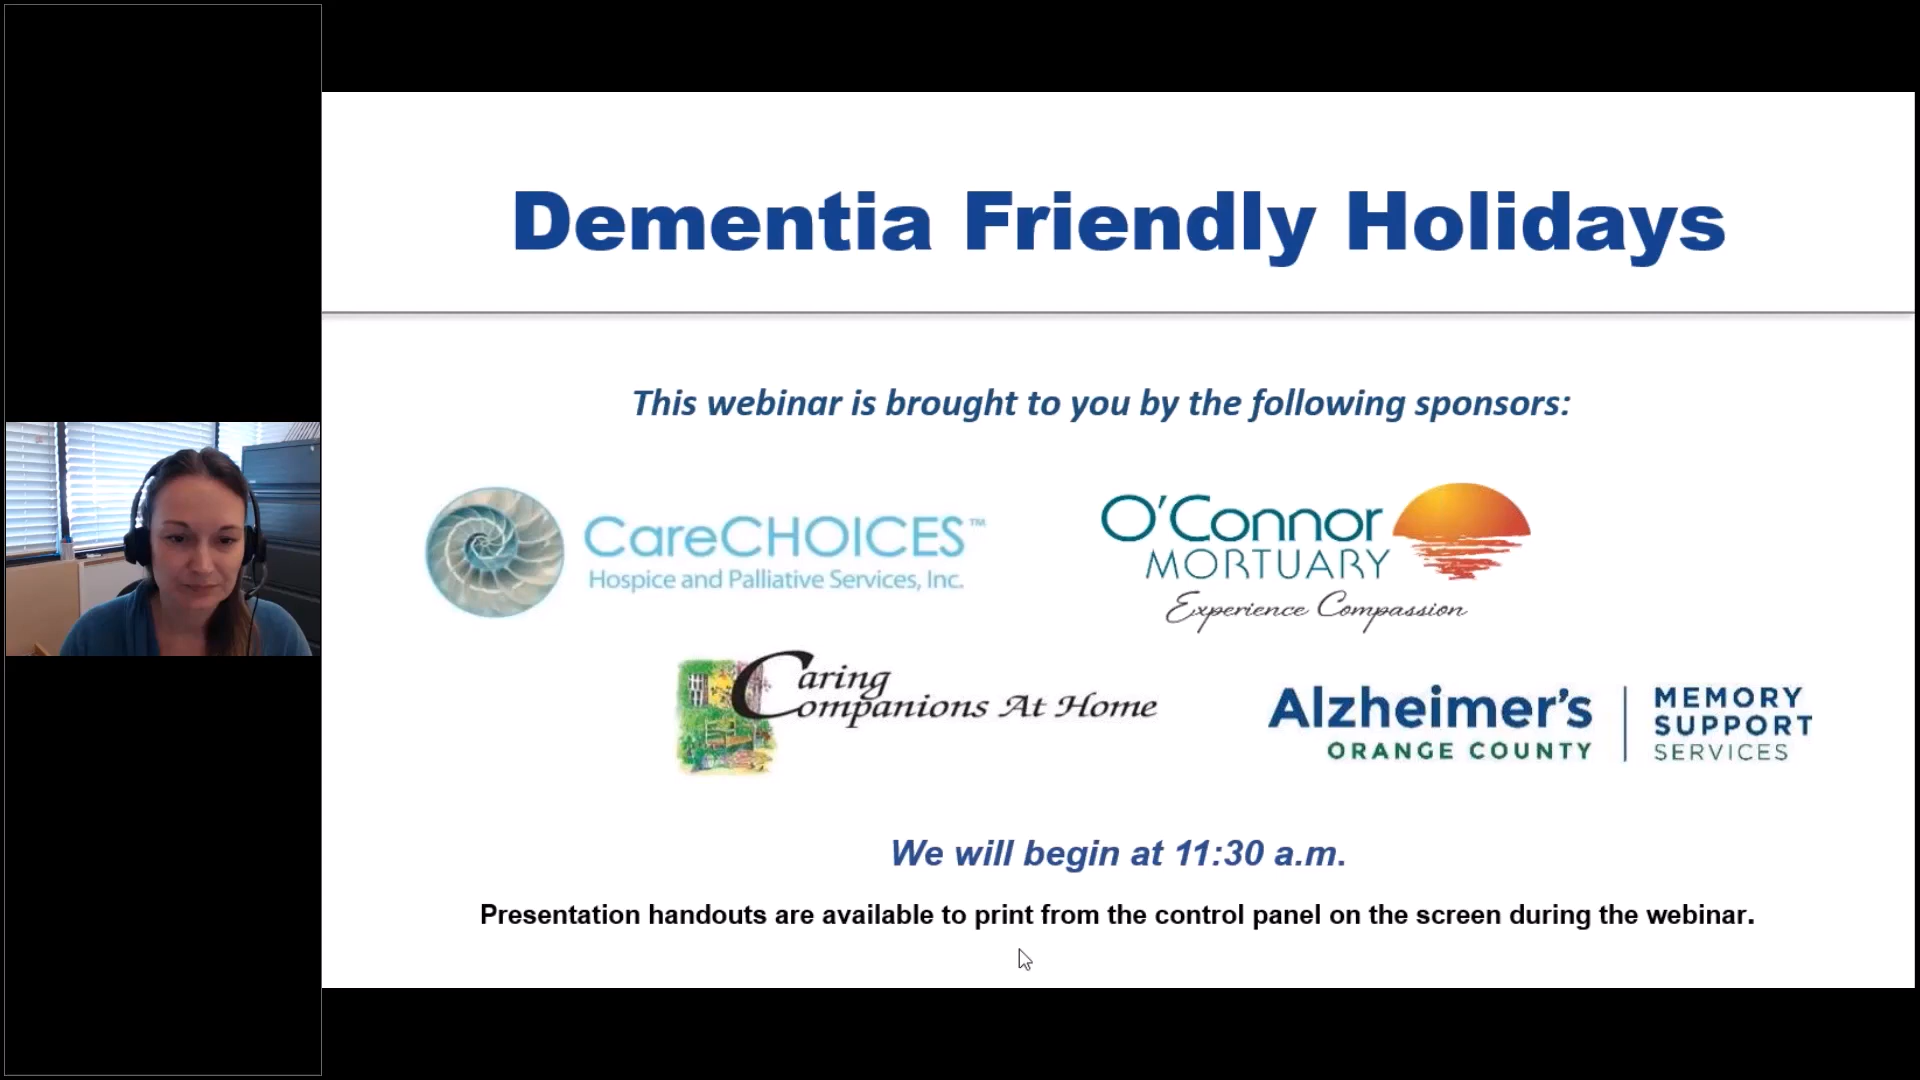 Dementia Friendly Holidays
This webinar is brought to you by the following sponsors:
CareCHOICES™
Hospice and Palliative Services, Inc.
O'Connor
MORTUARY
Experience Compassion
Caring
Companions At Home
Alzheimer's
ORANGE COUNTY
MEMORY
SUPPORT
SERVICES
We will begin at 11:30 a.m.
Presentation handouts are available to print from the control panel on the screen during the webinar.